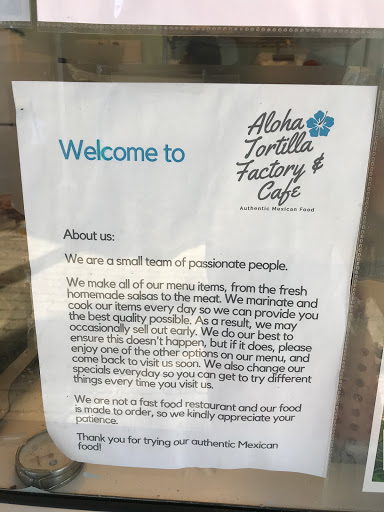 Welcome to
Aloha
Tortilla
Factory &
Cafe
Authentic Mexican Food
About us:
We are a small team of passionate people.
We make all of our menu items, from the fresh
homemade salsas to the meat. We marinate and
cook our items every day so we can provide you
the best quality possible. As a result, we may
occasionally sell out early. We do our best to
ensure this doesn't happen, but if it does, please
enjoy one of the other options on our menu, and
come back to visit us soon. We also change our
specials everyday so you can get to try different
things every time you visit us.
We are not a fast food restaurant and our food
is made to order, so we kindly appreciate your
patience.
Thank you for trying our authentic Mexican
food!